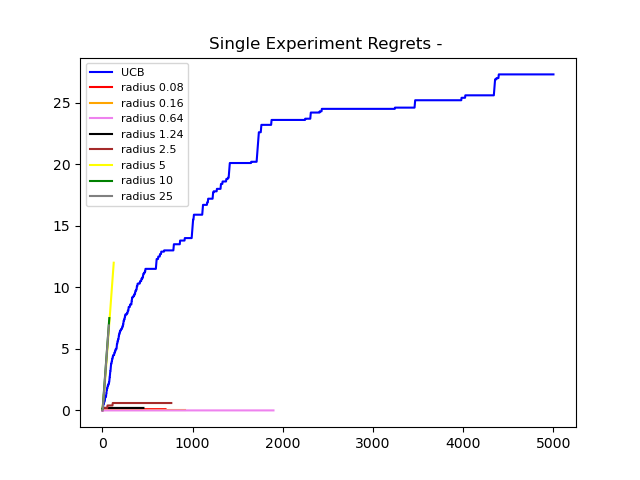 Single Experiment Regrets -
UCB
radius 0.08
radius 0.16
radius 0.64
radius 1.24
radius 2.5
radius 5
radius 10
radius 25
25
20
15
10
5
0
0 1000 2000 3000 4000 5000